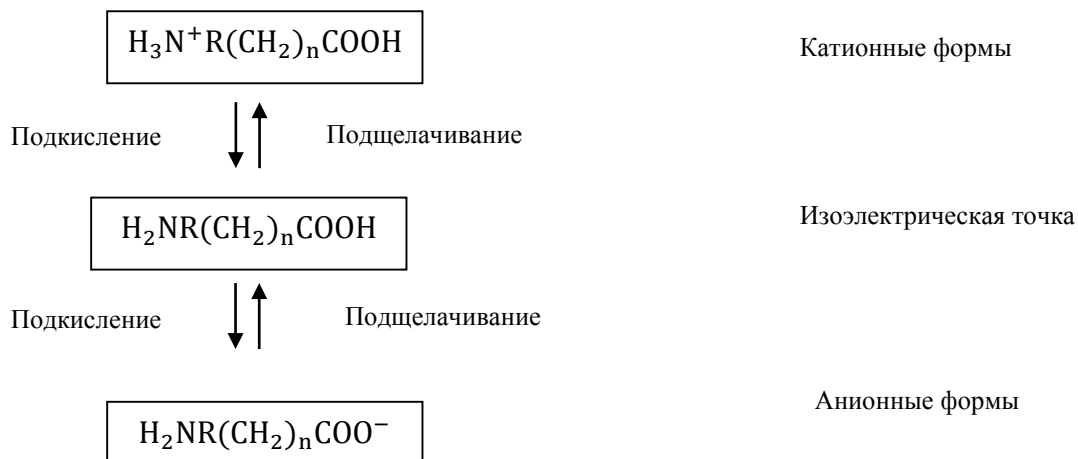 H₃N⁺R(CH₂)ₙCOOH
Катионные формы
Подкисление
Подщелачивание
H₂NR(CH₂)ₙCOOH
Изоэлектрическая точка
Подкисление
Подщелачивание
H₂NR(CH₂)ₙCOO⁻
Анионные формы